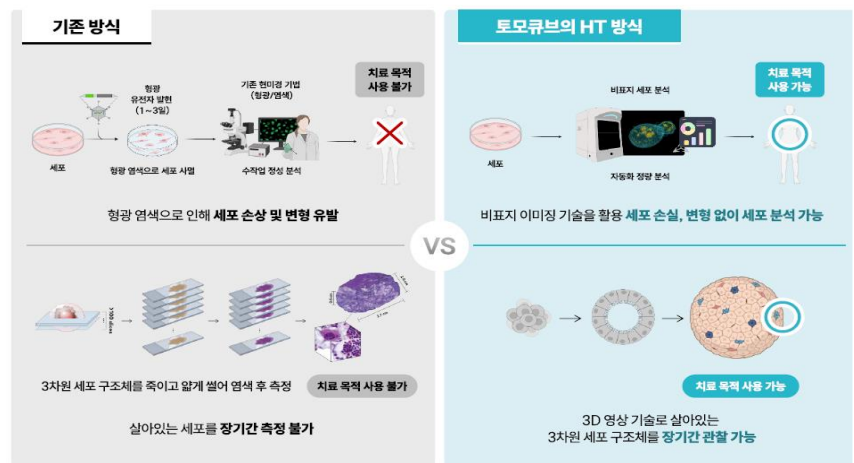 기존 방식
형광
유전자 발현
(1~3일)
기존 현미경 기법
(형광/염색)
치료 목적
사용 불가
세포
형광 염색으로 세포 사멸
수작업 정성 분석
형광 염색으로 인해 세포 손상 및 변형 유발
3차원 세포 구조체를 죽이고 얇게 썰어 염색 후 측정
치료 목적 사용 불가
살아있는 세포를 장기간 측정 불가
VS
토모큐브의 HT 방식
비표지 세포 분석
치료 목적
사용 가능
세포
자동화 정량 분석
비표지 이미징 기술을 활용 세포 손실, 변형 없이 세포 분석 가능
치료 목적 사용 가능
3D 영상 기술로 살아있는
3차원 세포 구조체를 장기간 관찰 가능